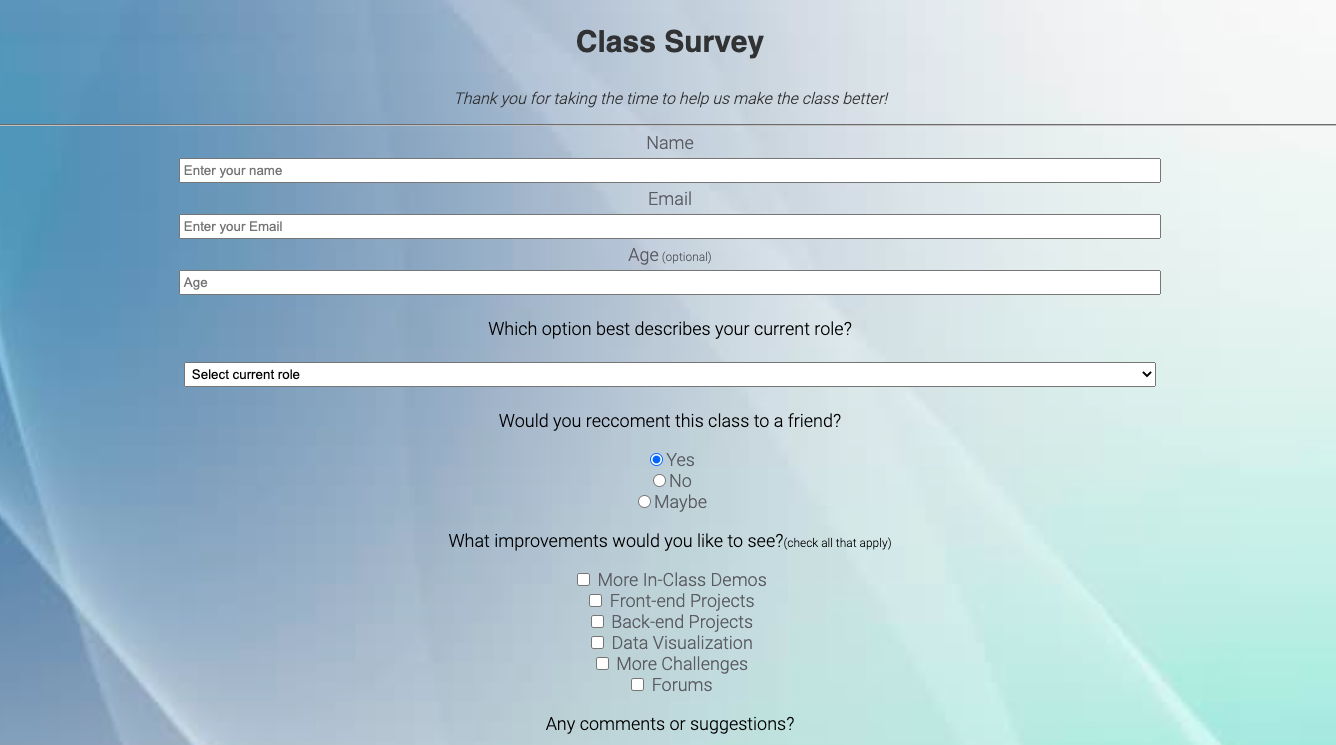 Class Survey
Thank you for taking the time to help us make the class better!
Name
Enter your name
Email
Enter your Email
Age (optional)
Age
Which option best describes your current role?
Select current role
Would you reccoment this class to a friend?
Yes
No
Maybe
What improvements would you like to see?(check all that apply)
More In-Class Demos
Front-end Projects
Back-end Projects
Data Visualization
More Challenges
Forums
Any comments or suggestions?